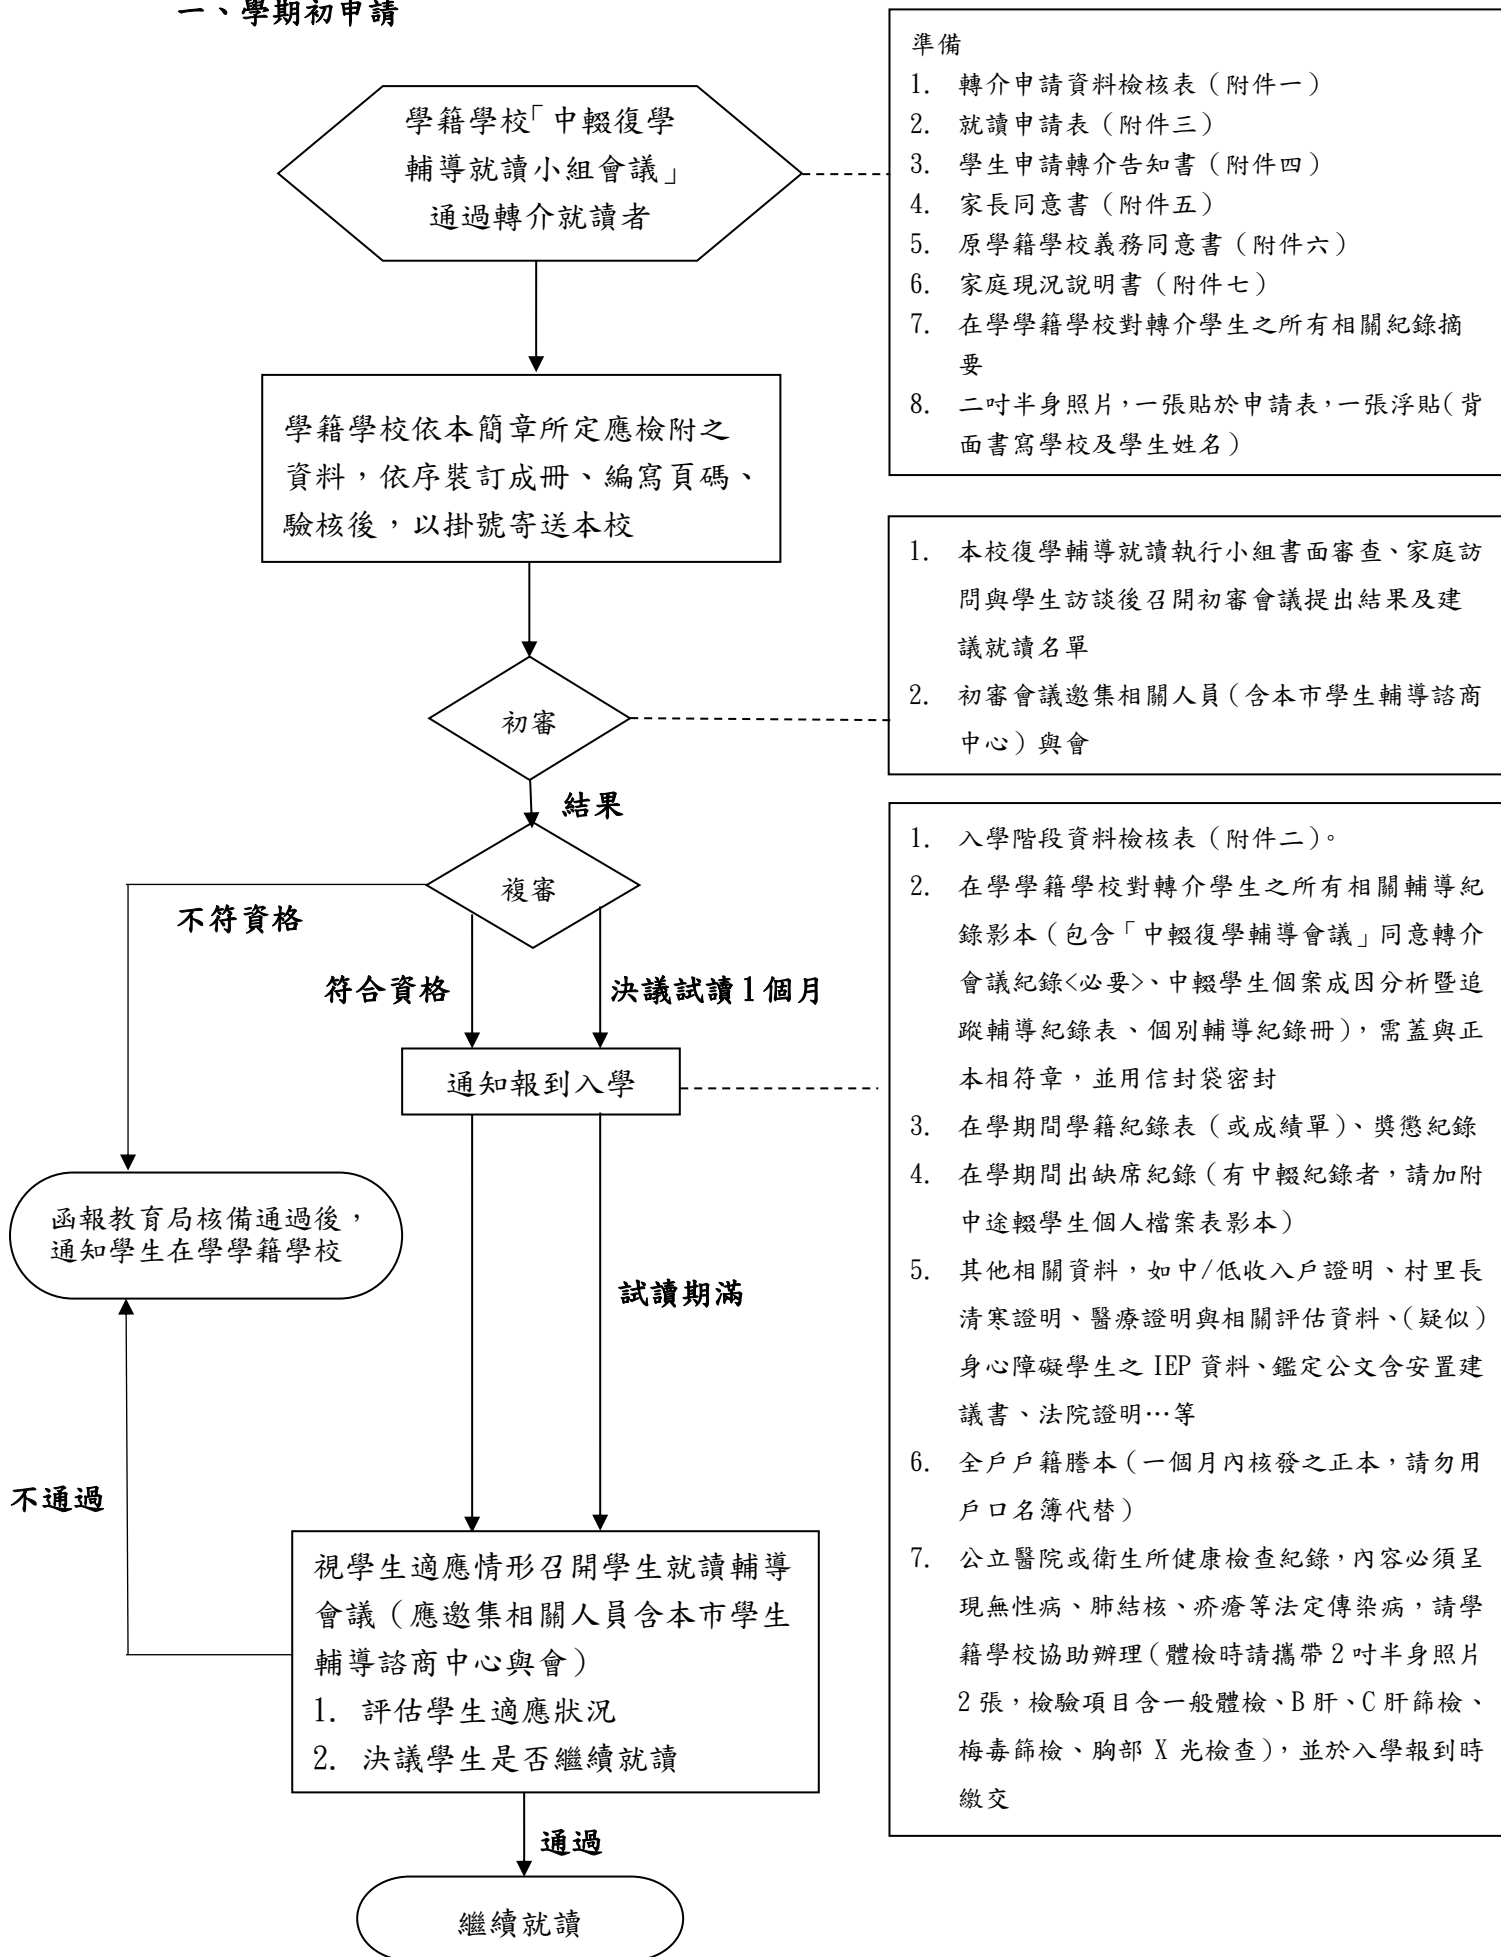 一、學期初申請
學籍學校「中輟復學
輔導就讀小組會議」
通過轉介就讀者
準備
1. 轉介申請資料檢核表（附件一）
2. 就讀申請表（附件三）
3. 學生申請轉介告知書（附件四）
4. 家長同意書（附件五）
5. 原學籍學校義務同意書（附件六）
6. 家庭現況說明書（附件七）
7. 在學學籍學校對轉介學生之所有相關紀錄摘
要
8. 二吋半身照片，一張貼於申請表，一張浮貼（背
面書寫學校及學生姓名）
學籍學校依本簡章所定應檢附之
資料，依序裝訂成冊、編寫頁碼、
驗核後，以掛號寄送本校
1. 本校復學輔導就讀執行小組書面審查、家庭訪
問與學生訪談後召開初審會議提出結果及建
議就讀名單
2. 初審會議邀集相關人員（含本市學生輔導諮商
中心）與會
初審
結果
複審
不符資格
符合資格
決議試讀1個月
通知報到入學
1. 入學階段資料檢核表（附件二）。
2. 在學學籍學校對轉介學生之所有相關輔導紀
錄影本（包含「中輟復學輔導會議」同意轉介
會議紀錄<必要>、中輟學生個案成因分析暨追
蹤輔導紀錄表、個別輔導紀錄冊），需蓋與正
本相符章，並用信封袋密封
3. 在學期間學籍紀錄表（或成績單）、獎懲紀錄
4. 在學期間出缺席紀錄（有中輟紀錄者，請加附
中途輟學生個人檔案表影本）
5. 其他相關資料，如中/低收入戶證明、村里長
清寒證明、醫療證明與相關評估資料、（疑似）
身心障礙學生之 IEP 資料、鑑定公文含安置建
議書、法院證明…等
6. 全戶戶籍謄本（一個月內核發之正本，請勿用
戶口名簿代替）
7. 公立醫院或衛生所健康檢查紀錄，內容必須呈
現無性病、肺結核、疥瘡等法定傳染病，請學
籍學校協助辦理（體檢時請攜帶 2 吋半身照片
2 張，檢驗項目含一般體檢、B 肝、C 肝篩檢、
梅毒篩檢、胸部 X 光檢查），並於入學報到時
繳交
函報教育局核備通過後，
通知學生在學學籍學校
試讀期滿
不通過
視學生適應情形召開學生就讀輔導
會議（應邀集相關人員含本市學生
輔導諮商中心與會）
1. 評估學生適應狀況
2. 決議學生是否繼續就讀
通過
繼續就讀